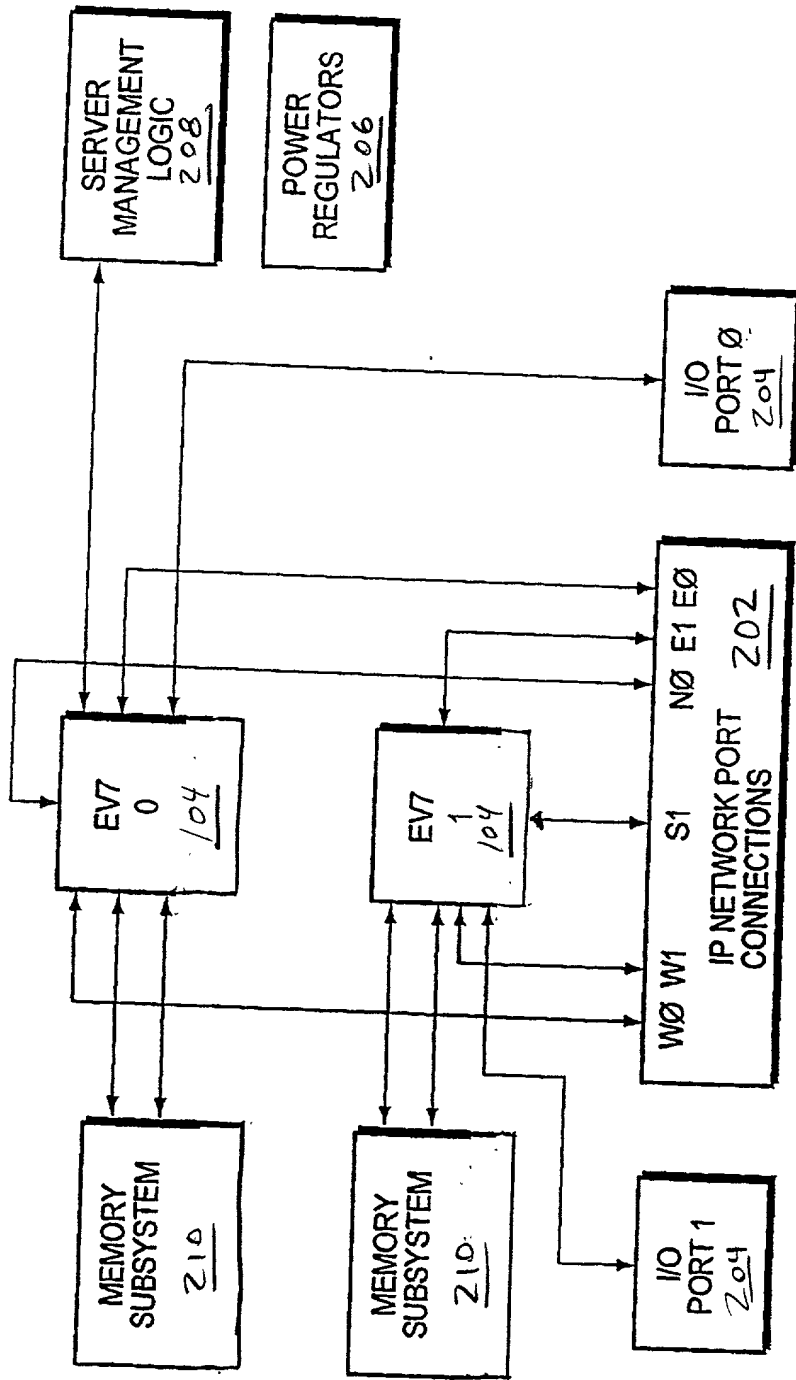 MEMORY
SUBSYSTEM
210
EV7
0
104
SERVER
MANAGEMENT
LOGIC
208
MEMORY
SUBSYSTEM
210
EV7
1
104
POWER
REGULATORS
206
I/O
PORT 1
204
WØ W1 S1 NØ E1 EØ
IP NETWORK PORT
CONNECTIONS
202
I/O
PORT Ø
204